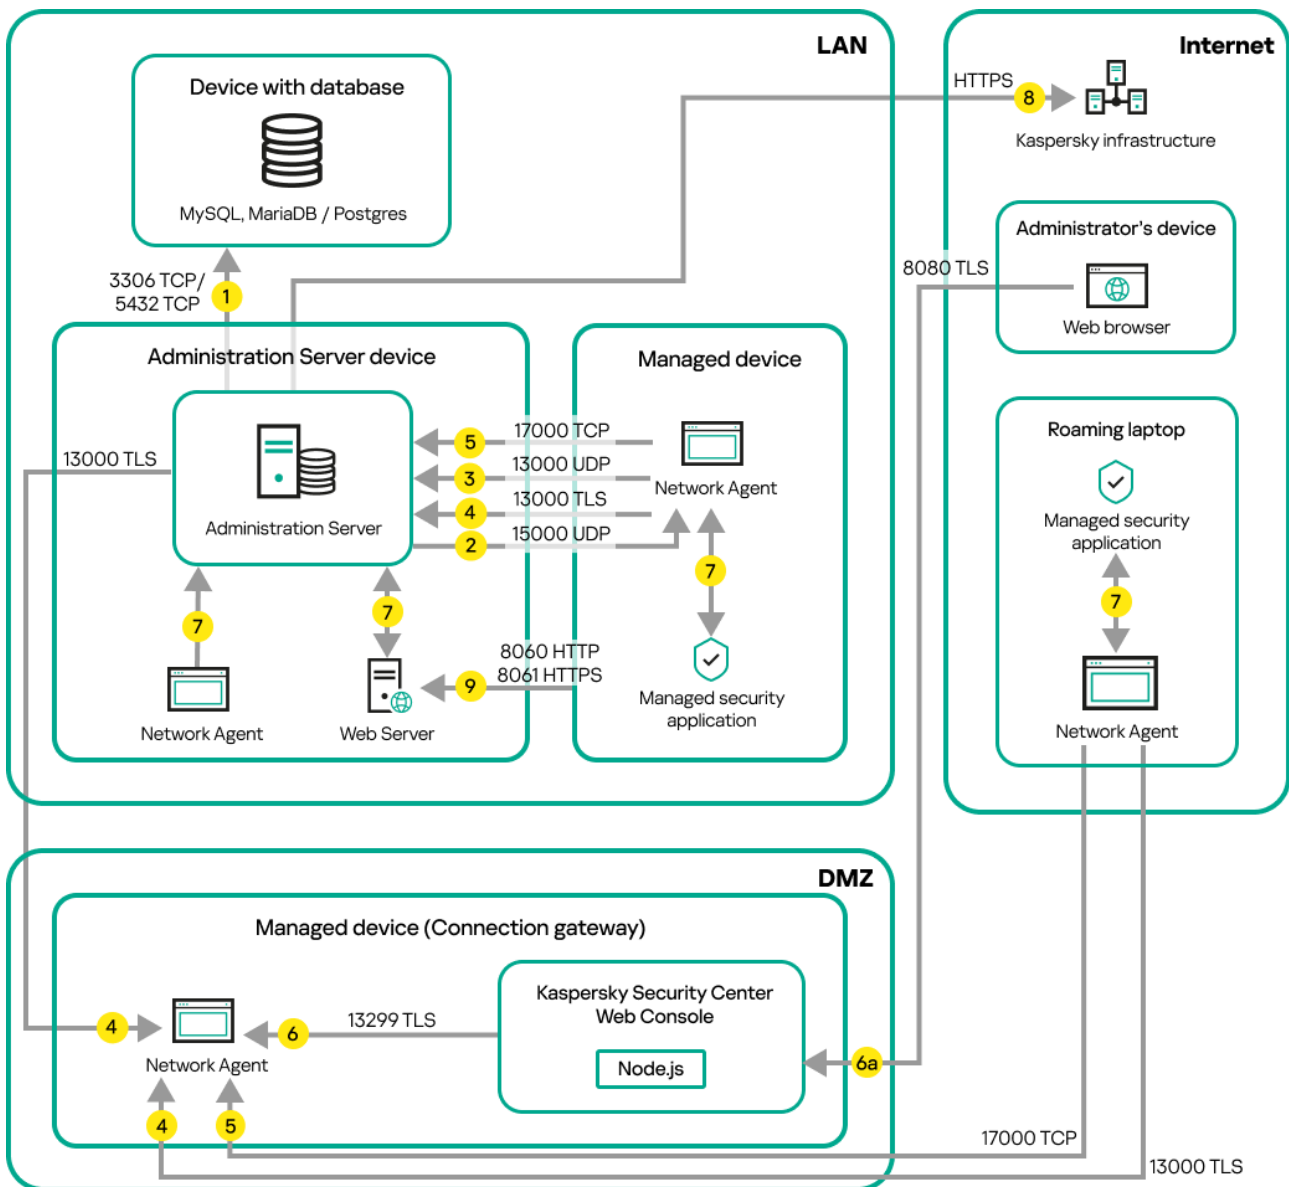 LAN
Device with database
MySQL, MariaDB / Postgres
3306 TCP/
5432 TCP
1
Administration Server device
Administration Server
13000 TLS
5
17000 TCP
3
13000 UDP
4
13000 TLS
2
15000 UDP
7
7
Network Agent
Web Server
9
8060 HTTP
8061 HTTPS
Managed device
Network Agent
7
Managed security
application
Internet
HTTPS
8
Kaspersky infrastructure
Administrator's device
8080 TLS
Web browser
Roaming laptop
Managed security
application
7
Network Agent
DMZ
Managed device (Connection gateway)
4
Network Agent
6
13299 TLS
Kaspersky Security Center
Web Console
Node.js
6a
4
5
17000 TCP
13000 TLS